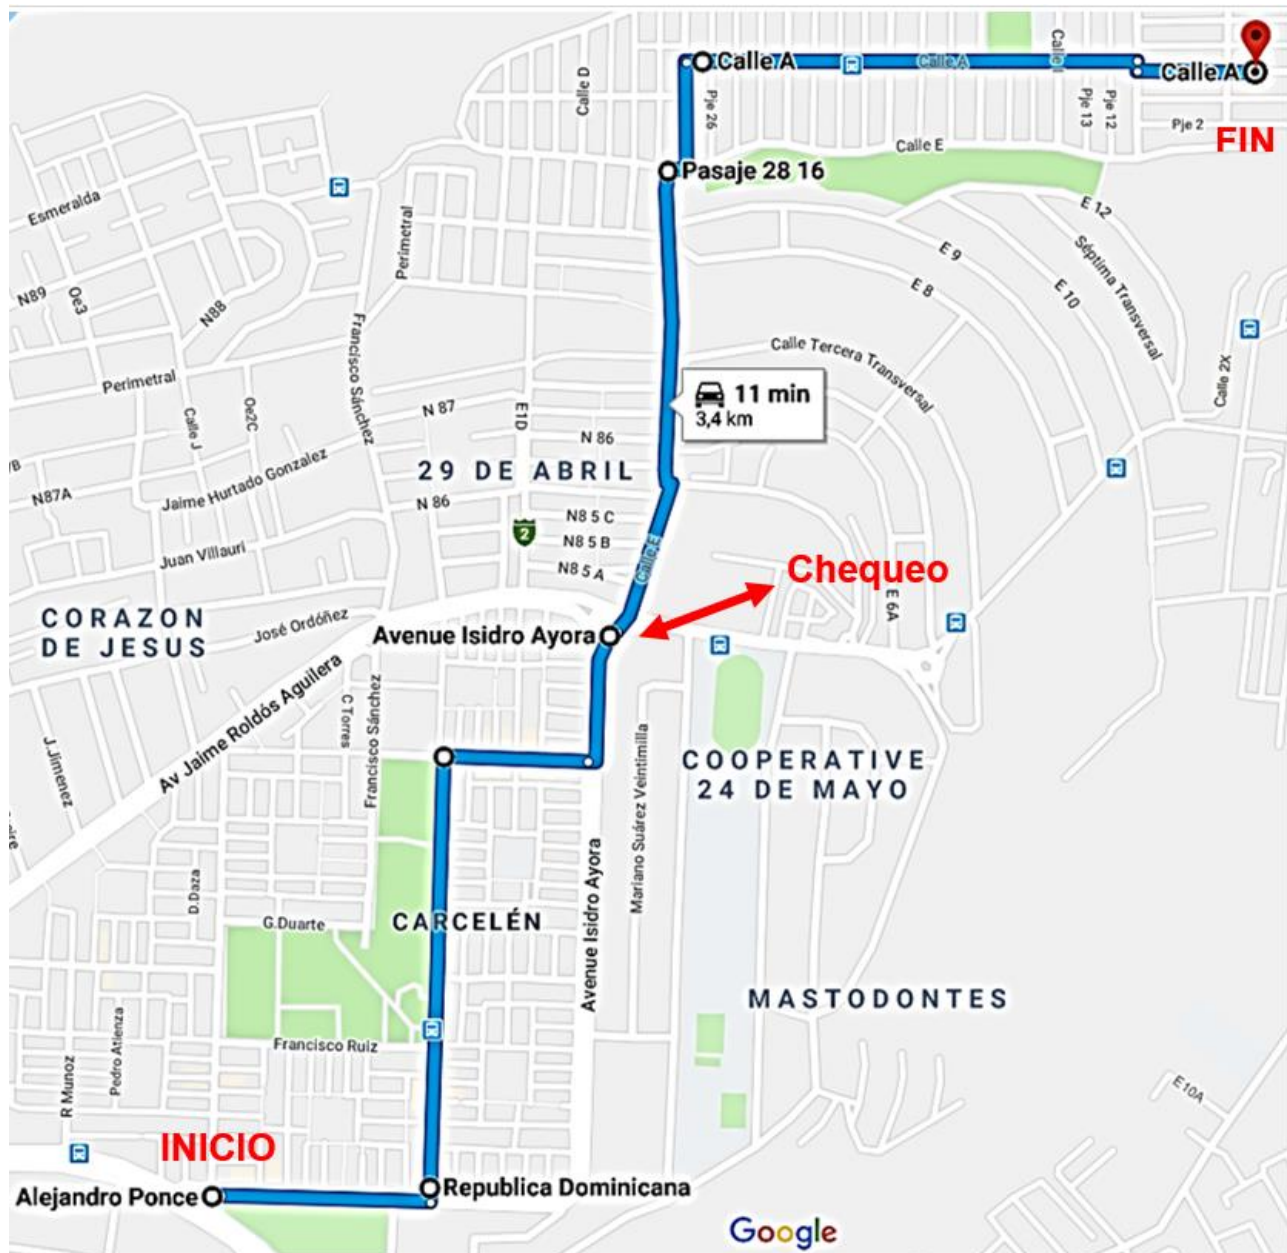 Calle A
Calle A
Calle I
Calle A
FIN
Calle D
Pje 26
Pje 13
Pje 12
Pje 2
Calle E
Pasaje 28 16
Esmeralda
Perimetral
E 12
E 9
E 8
E 10
Séptima Transversal
N89
Oe3
N88
Francisco Sánchez
Calle Tercera Transversal
Calle 2X
Perimetral
Calle J
Oe2C
N 87
E1D
11 min
3,4 km
N 86
29 DE ABRIL
N87A
Jaime Hurtado Gonzalez
N 86
N8 5 C
2
N8 5 B
Juan Villauri
N8 5 A
Calle E
Chequeo
E 6A
CORAZON
DE JESUS
José Ordóñez
Avenue Isidro Ayora
Av Jaime Roldós Aguilera
C Torres
Francisco Sánchez
J.Jimenez
Mariano Suárez Veintimilla
COOPERATIVE
24 DE MAYO
D.Daza
G.Duarte
CARCELÉN
Avenue Isidro Ayora
MASTODONTES
Pedro Atienza
R Munoz
Francisco Ruiz
E10A
INICIO
Alejandro Ponce
Republica Dominicana
Google